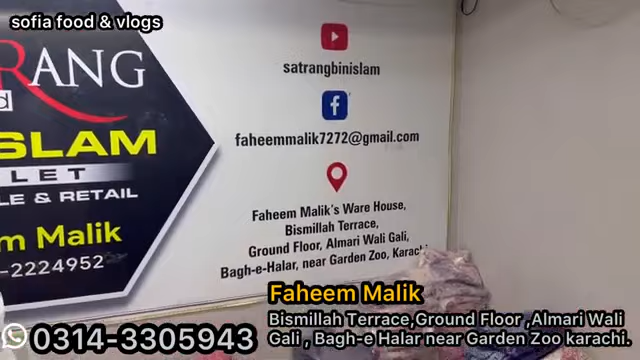 sofia food & vlogs
RANG
SLAM
LET
LE & RETAIL
m Malik
-2224952
satrangbinislam
faheemmalik7272@gmail.com
Faheem Malik's Ware House,
Bismillah Terrace,
Ground Floor, Almari Wali Gali,
Bagh-e-Halar, near Garden Zoo, Karachi
Faheem Malik
Bismillah Terrace,Ground Floor ,Almari Wali
Gali , Bagh-e Halar near Garden Zoo karachi.
0314-3305943